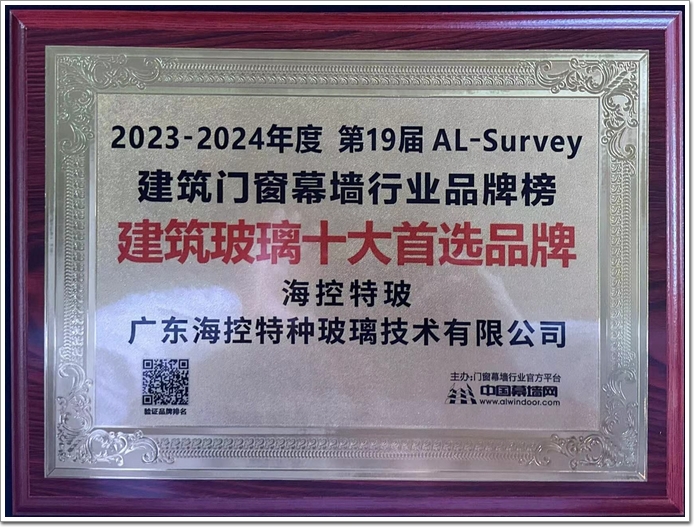 2023-2024年度 第19届 AL-Survey
建筑门窗幕墙行业品牌榜
建筑玻璃十大首选品牌
海控特玻
广东海控特种玻璃技术有限公司
验证品牌排名
主办:门窗幕墙行业官方平台
中国幕墙网
www.alwindoor.com